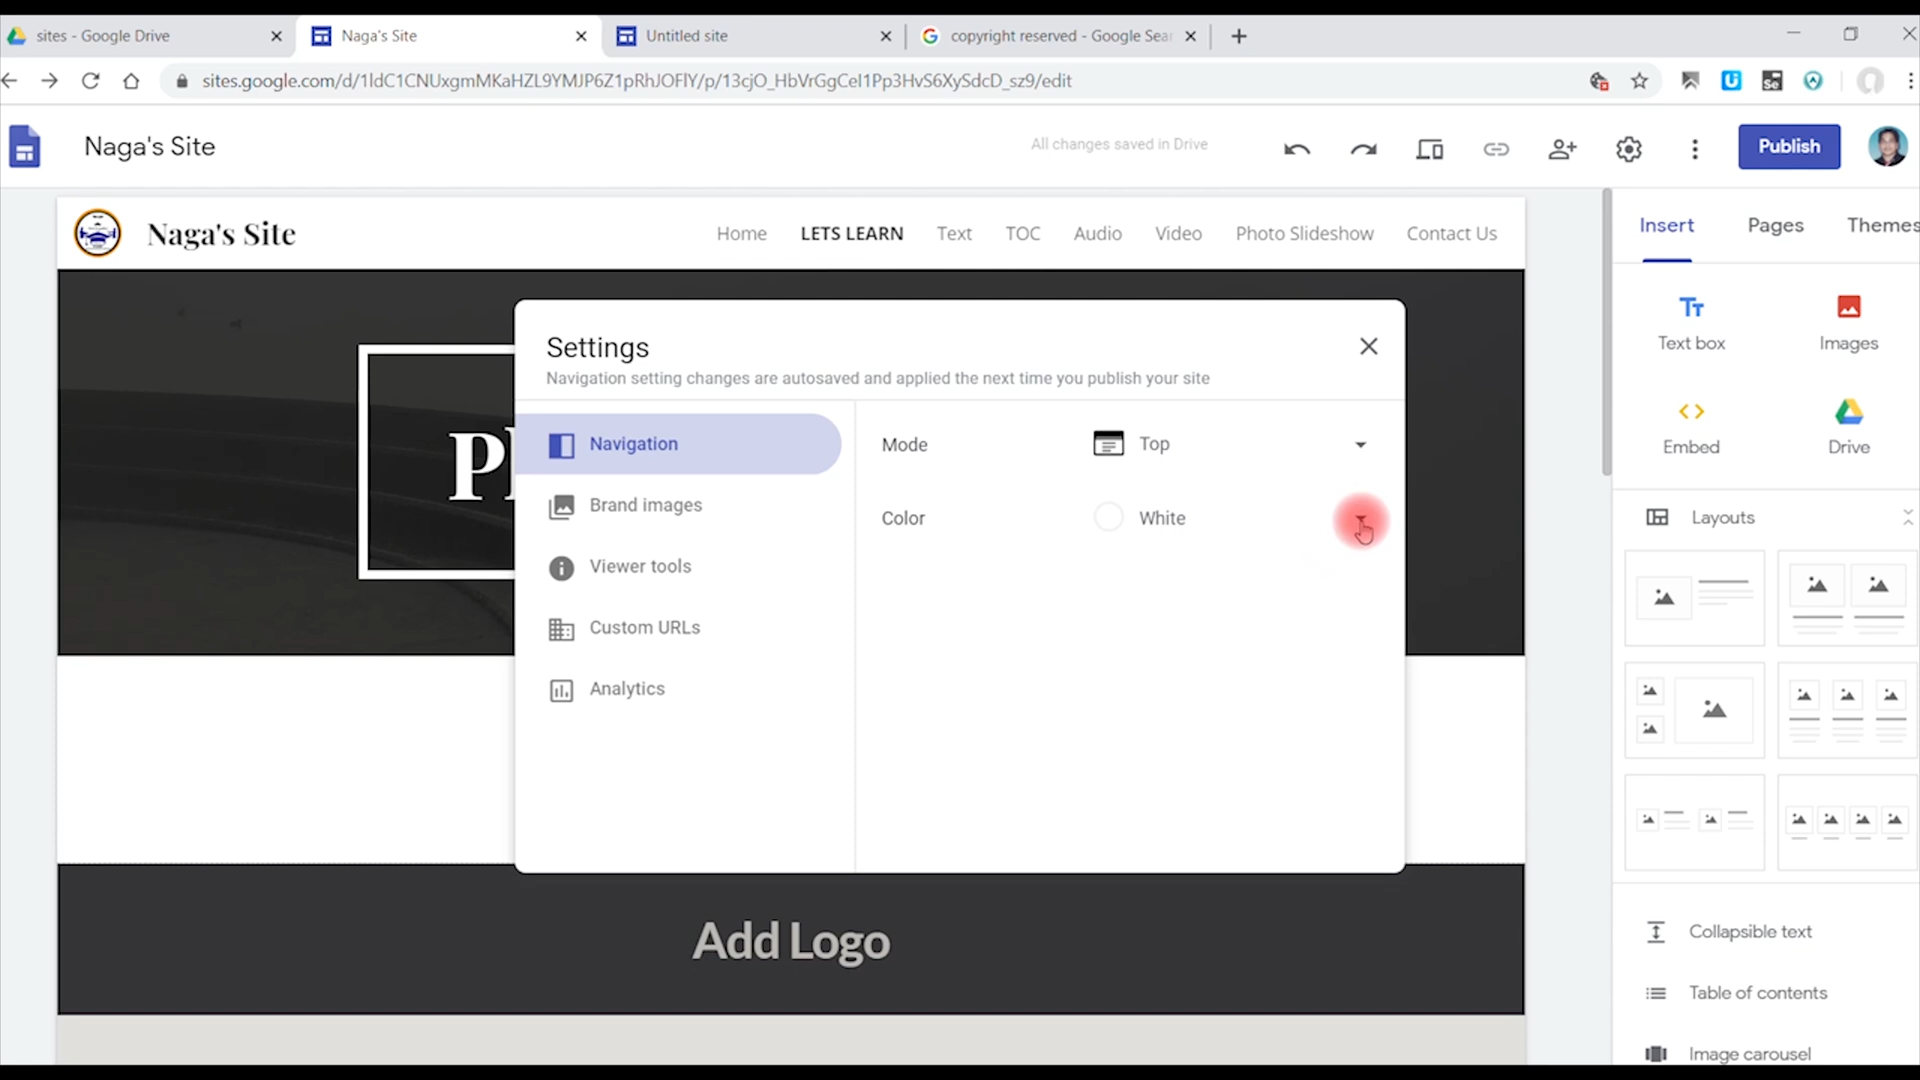 sites - Google Drive
Naga's Site
Untitled site
copyright reserved - Google Sear
sites.google.com/d/1ldC1CNUxgmMKaHZL9YMJP6Z1pRhJOFlY/p/13cjO_HbVrGgCeI1Pp3HvS6XySdcD_sz9/edit
Naga's Site
All changes saved in Drive
Publish
Naga's Site
Home
LETS LEARN
Text
TOC
Audio
Video
Photo Slideshow
Contact Us
Insert
Pages
Themes
Settings
Navigation setting changes are autosaved and applied the next time you publish your site
Navigation
Brand images
Viewer tools
Custom URLs
Analytics
Mode
Top
Color
White
Tt
Text box
Images
Embed
Drive
Layouts
Add Logo
Collapsible text
Table of contents
Image carousel